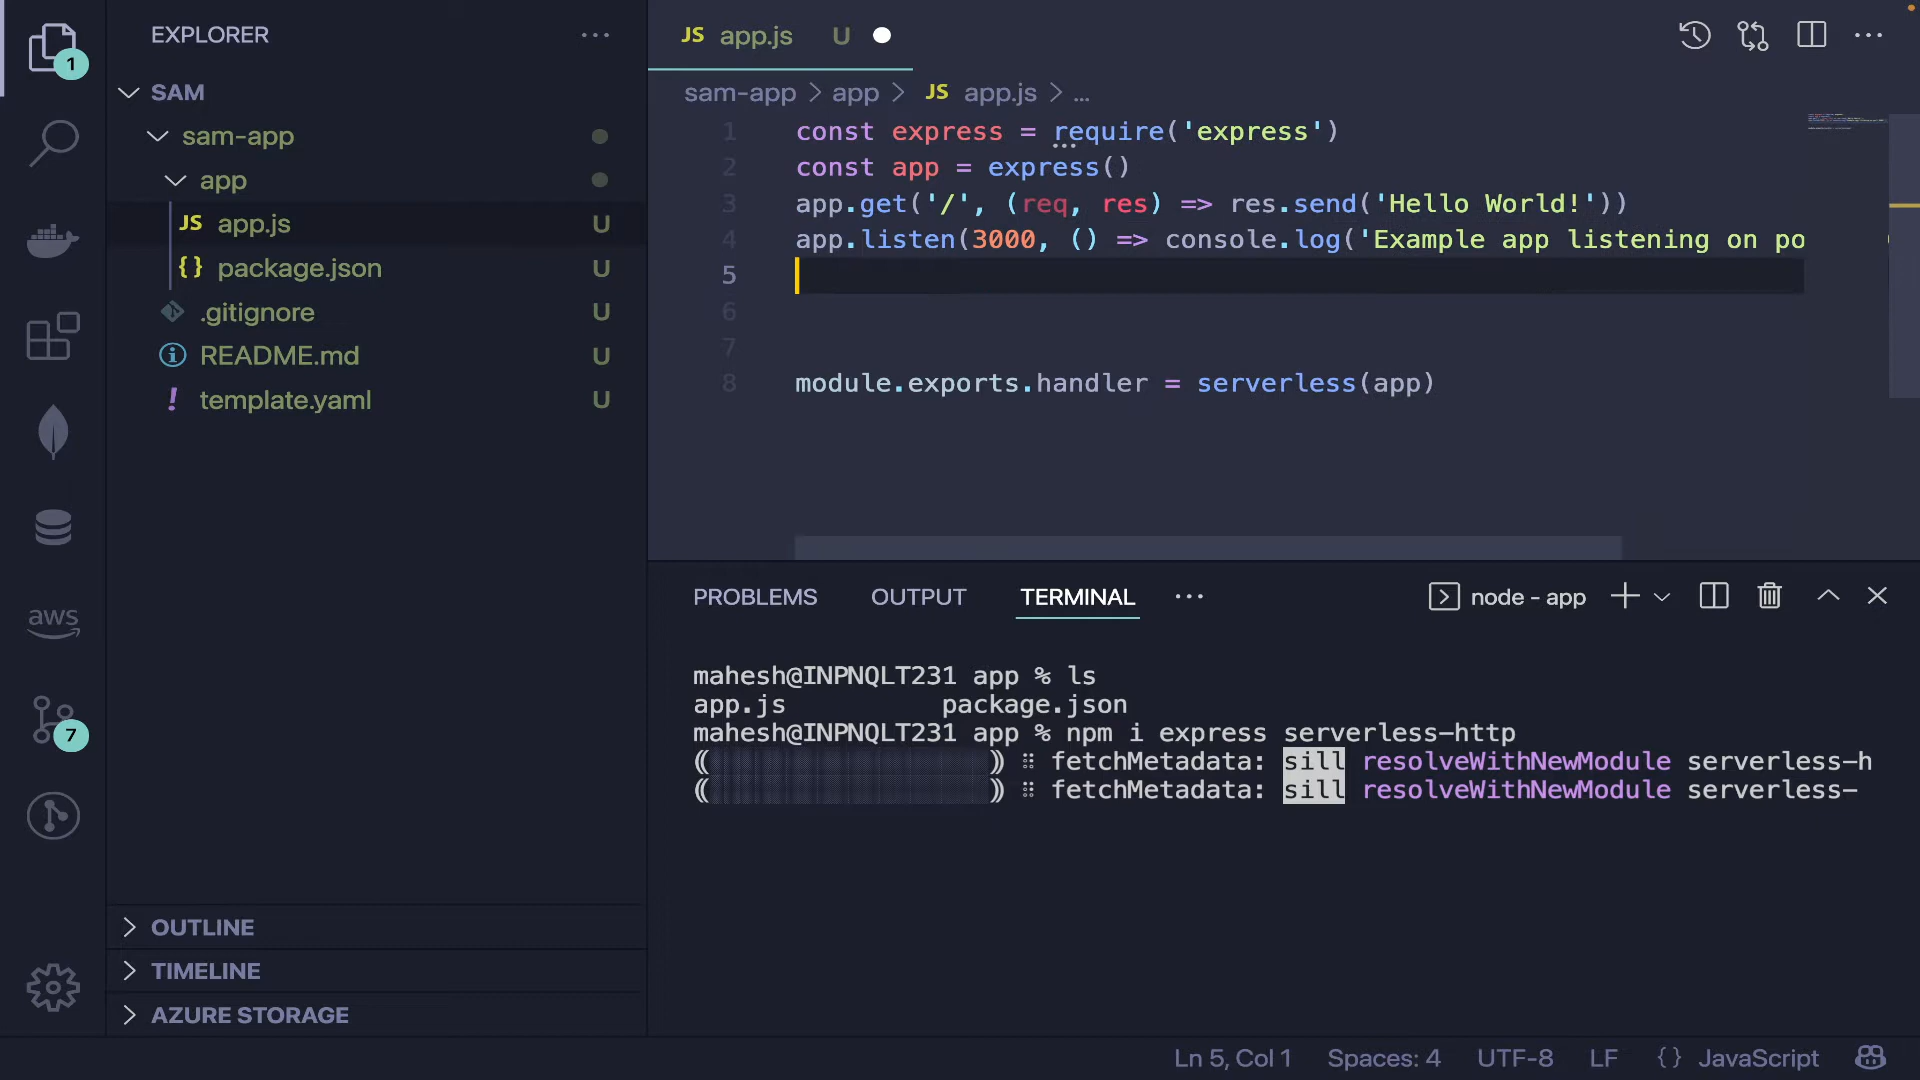 EXPLORER
1
SAM
sam-app
app
JS app.js U
{} package.json U
.gitignore U
README.md U
! template.yaml U
aws
7
OUTLINE
TIMELINE
AZURE STORAGE
JS app.js U
sam-app > app > JS app.js > ...
1 const express = require('express')
2 const app = express()
3 app.get('/', (req, res) => res.send('Hello World!'))
4 app.listen(3000, () => console.log('Example app listening on po
5
6
7
8 module.exports.handler = serverless(app)
PROBLEMS OUTPUT TERMINAL ... node - app
mahesh@INPNQLT231 app % ls
app.js package.json
mahesh@INPNQLT231 app % npm i express serverless-http
fetchMetadata: sill resolveWithNewModule serverless-h
fetchMetadata: sill resolveWithNewModule serverless-
Ln 5, Col 1 Spaces: 4 UTF-8 LF {} JavaScript